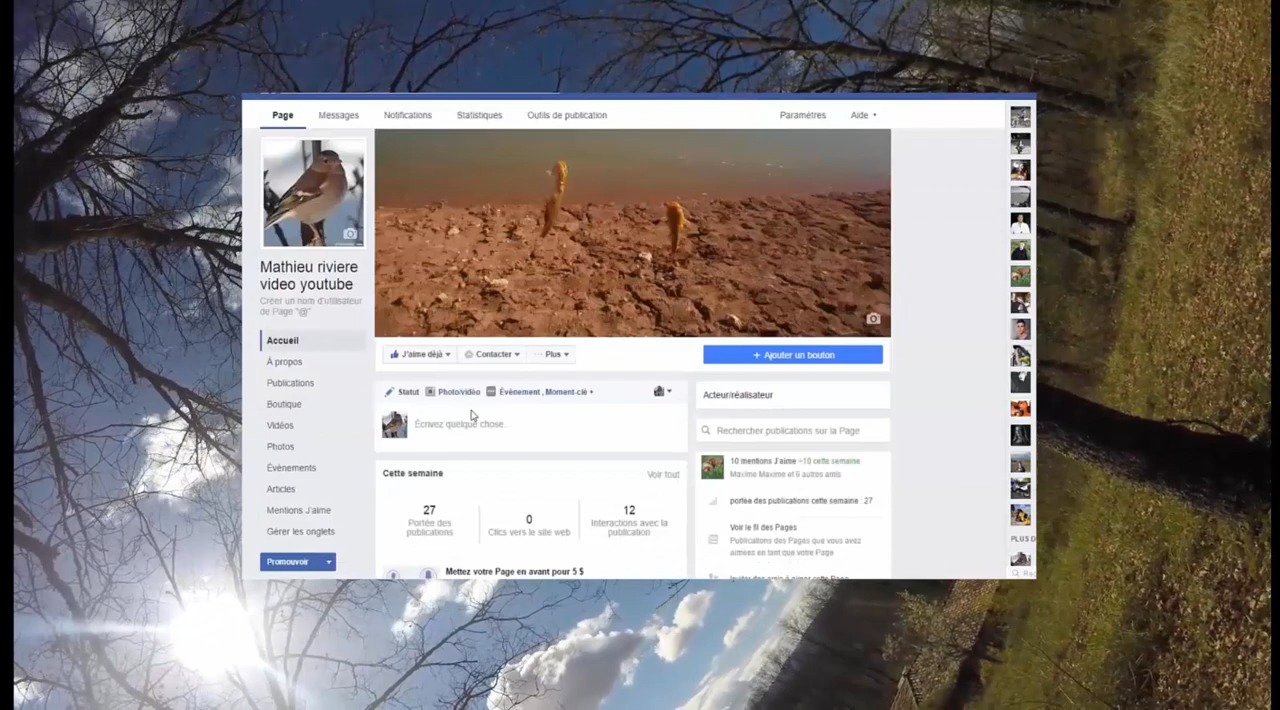 Page Messages Notifications Statistiques Outils de publication Paramètres Aide
Mathieu riviere
video youtube
Créer un nom d'utilisateur
de Page "@"
Accueil
À propos
Publications
Boutique
Vidéos
Photos
Évènements
Articles
Mentions J'aime
Gérer les onglets
Promouvoir
J'aime déjà Contacter Plus
Statut Photo/vidéo Évènement , Moment-clé +
Écrivez quelque chose...
Cette semaine Voir tout
27
Portée des
publications
0
Clics vers le site web
12
Interactions avec la
publication
Mettez votre Page en avant pour 5 $
+ Ajouter un bouton
Acteur/réalisateur
Rechercher publications sur la Page
10 mentions J'aime +10 cette semaine
Maxime Maxime et 6 autres amis
portée des publications cette semaine : 27
Voir le fil des Pages
Publications des Pages que vous avez
aimées en tant que votre Page
PLUS D
Rec